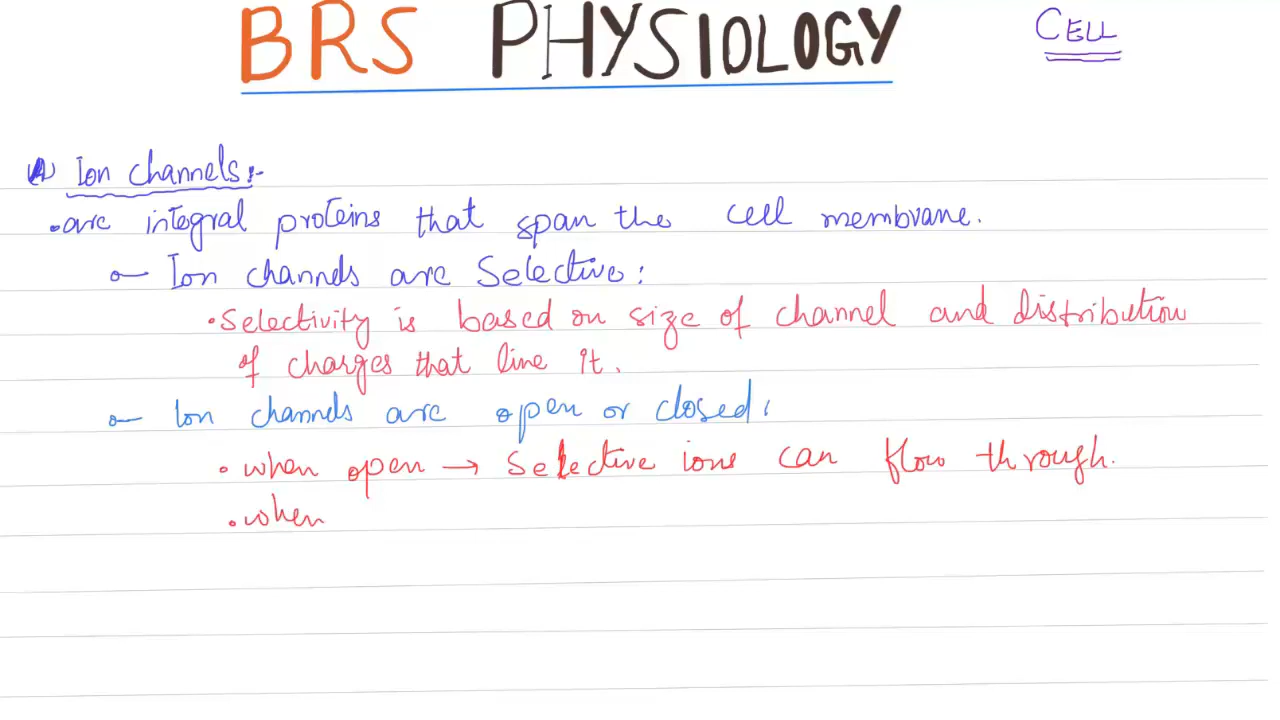 BRS PHYSIOLOGY
CELL
A) Ion channels:-
• are integral proteins that span the cell membrane.
Ion channels are selective:
• Selectivity is based on size of channel and distribution
of charges that line it.
Ion channels are open or closed:
• when open → Selective ions can flow through.
• when